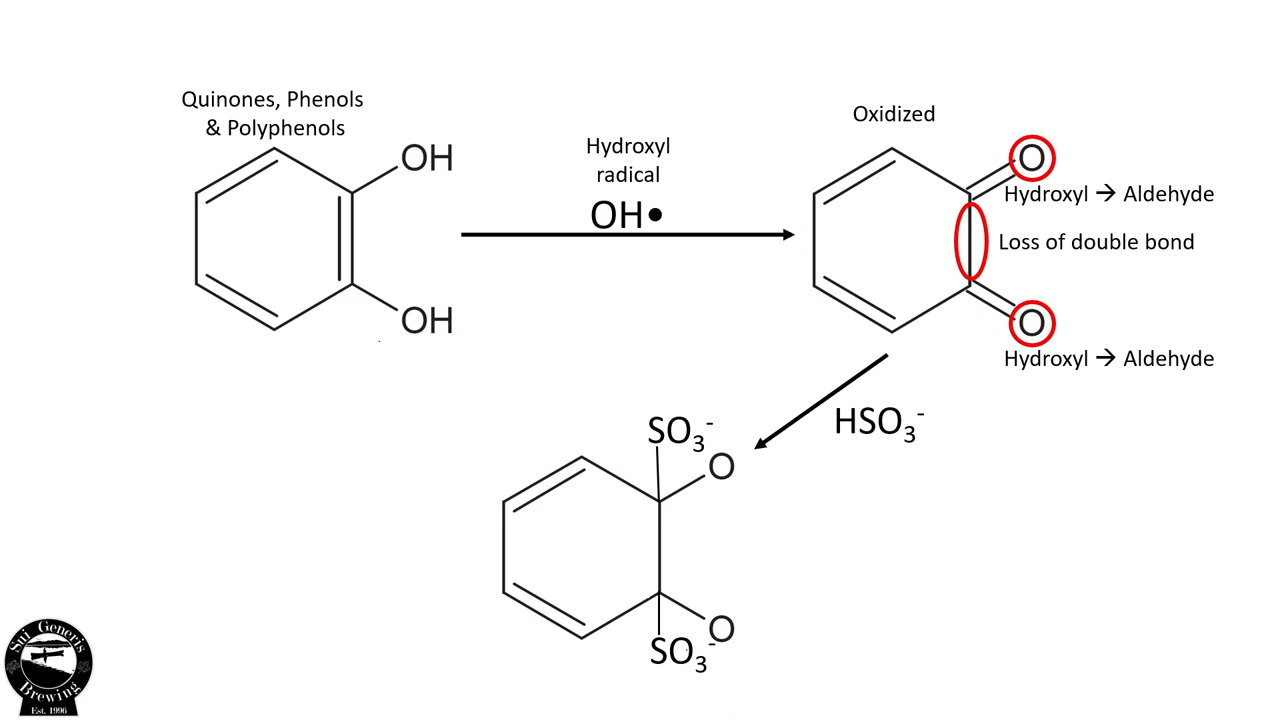 Quinones, Phenols
& Polyphenols
OH
OH
Hydroxyl
radical
OH•
Oxidized
O
Hydroxyl → Aldehyde
Loss of double bond
O
Hydroxyl → Aldehyde
HSO₃⁻
SO₃⁻
O
O
SO₃⁻
Sui Generis
Brewing
Est. 1996